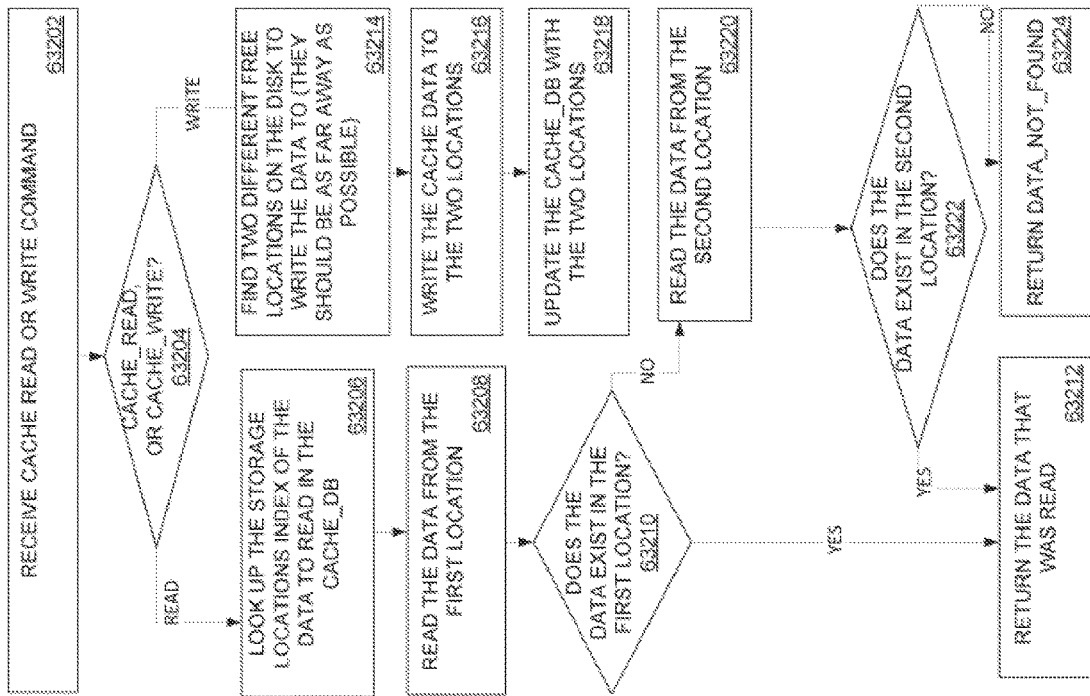 RECEIVE CACHE READ OR WRITE COMMAND
63202
CACHE_READ,
OR CACHE_WRITE?
63204
READ
WRITE
LOOK UP THE STORAGE
LOCATIONS INDEX OF THE
DATA TO READ IN THE
CACHE_DB
63206
READ THE DATA FROM THE
FIRST LOCATION
63208
DOES THE
DATA EXIST IN THE
FIRST LOCATION?
63210
NO
YES
RETURN THE DATA THAT
WAS READ
63212
FIND TWO DIFFERENT FREE
LOCATIONS ON THE DISK TO
WRITE THE DATA TO (THEY
SHOULD BE AS FAR AWAY AS
POSSIBLE)
63214
WRITE THE CACHE DATA TO
THE TWO LOCATIONS
63216
UPDATE THE CACHE_DB WITH
THE TWO LOCATIONS
63218
READ THE DATA FROM THE
SECOND LOCATION
63220
DOES THE
DATA EXIST IN THE SECOND
LOCATION?
63222
YES
NO
RETURN DATA_NOT_FOUND
63224